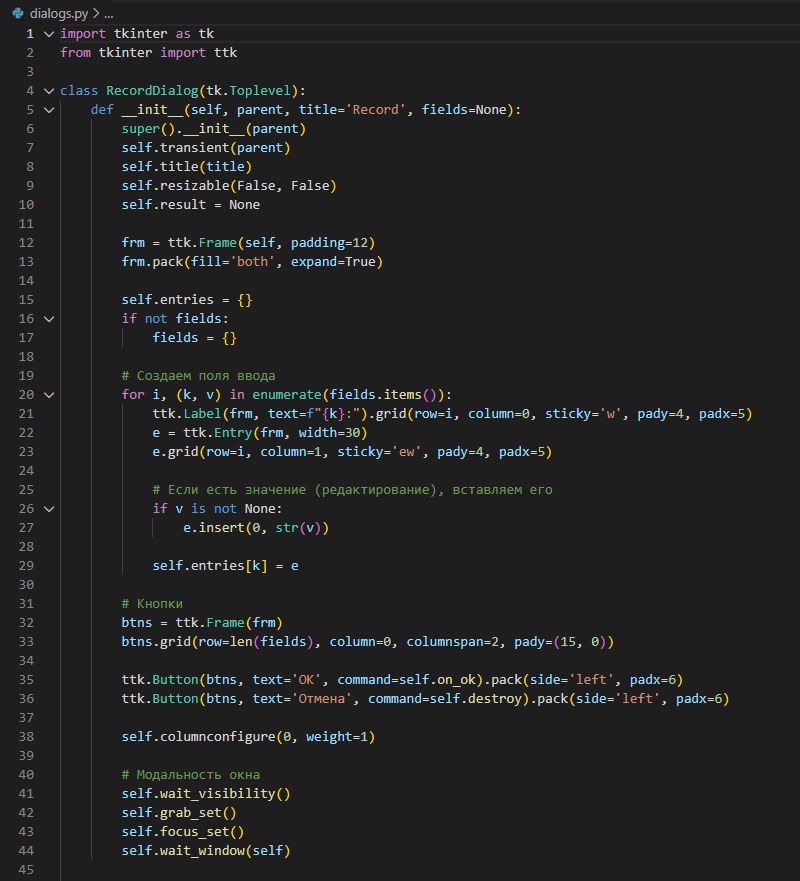 dialogs.py > ...
1 import tkinter as tk
2 from tkinter import ttk
3
4 class RecordDialog(tk.Toplevel):
5     def __init__(self, parent, title='Record', fields=None):
6         super().__init__(parent)
7         self.transient(parent)
8         self.title(title)
9         self.resizable(False, False)
10         self.result = None
11
12         frm = ttk.Frame(self, padding=12)
13         frm.pack(fill='both', expand=True)
14
15         self.entries = {}
16         if not fields:
17             fields = {}
18
19         # Создаем поля ввода
20         for i, (k, v) in enumerate(fields.items()):
21             ttk.Label(frm, text=f"{k}:").grid(row=i, column=0, sticky='w', pady=4, padx=5)
22             e = ttk.Entry(frm, width=30)
23             e.grid(row=i, column=1, sticky='ew', pady=4, padx=5)
24
25             # Если есть значение (редактирование), вставляем его
26             if v is not None:
27                 e.insert(0, str(v))
28
29             self.entries[k] = e
30
31         # Кнопки
32         btns = ttk.Frame(frm)
33         btns.grid(row=len(fields), column=0, columnspan=2, pady=(15, 0))
34
35         ttk.Button(btns, text='OK', command=self.on_ok).pack(side='left', padx=6)
36         ttk.Button(btns, text='Отмена', command=self.destroy).pack(side='left', padx=6)
37
38         self.columnconfigure(0, weight=1)
39
40         # Модальность окна
41         self.wait_visibility()
42         self.grab_set()
43         self.focus_set()
44         self.wait_window(self)
45